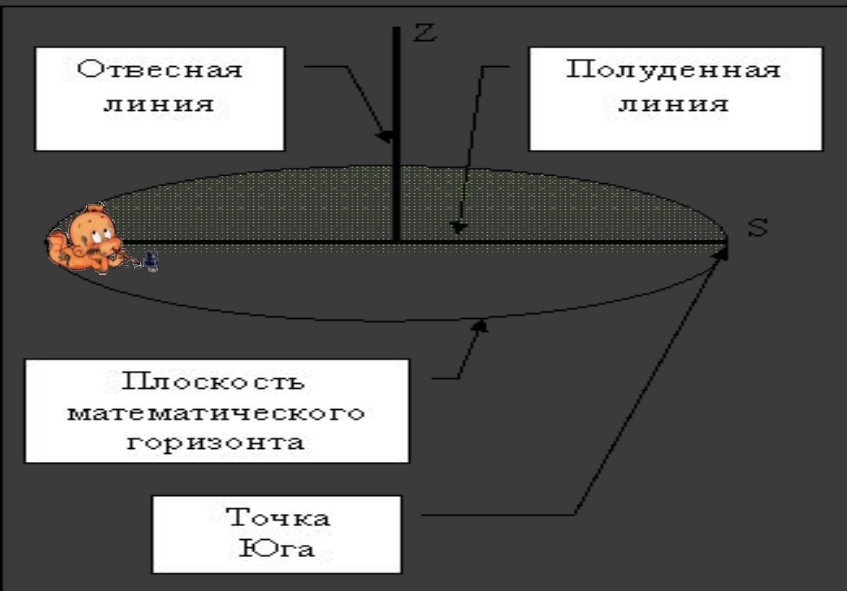 Z
Отвесная
линия
Полуденная
линия
S
Плоскость
математического
горизонта
Точка
Юга